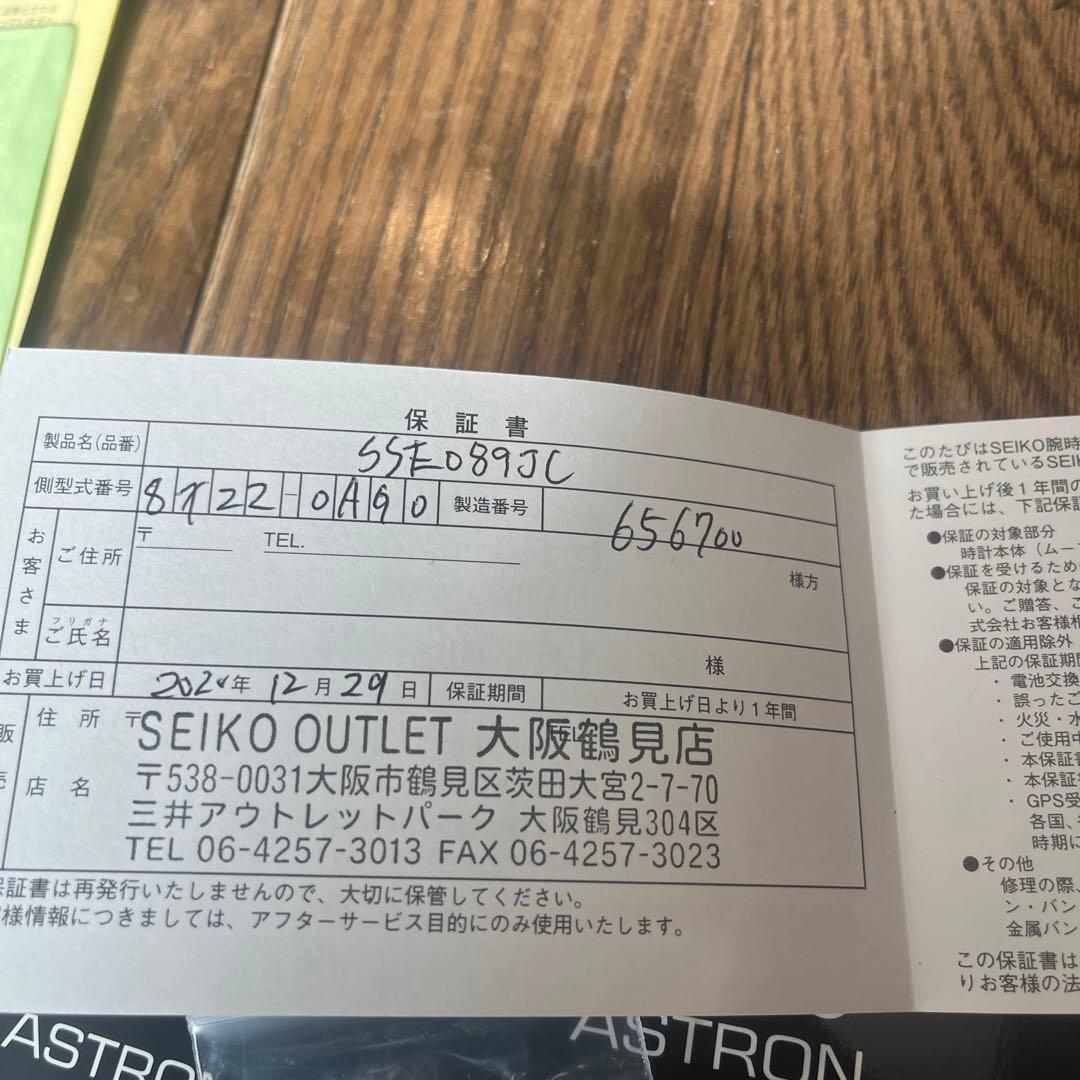 保証書
製品名(品番) SSE089JC
側型式番号 8X22-0AG0 製造番号 656700
お客さま ご住所 〒 TEL. 様方
フリガナ
ご氏名 様
お買上げ日 年12月29日 保証期間 お買上げ日より1年間
住所 〒 TEL
店名
SEIKO OUTLET 大阪鶴見店
〒538-0031大阪市鶴見区茨田大宮2-7-70
三井アウトレットパーク 大阪鶴見304区
TEL 06-4257-3013 FAX 06-4257-3023
保証書は再発行いたしませんので、大切に保管してください。
客様情報につきましては、アフターサービス目的にのみ使用いたします。
このたびはSEIKO腕時
で販売されているSEI
お買い上げ後1年間の
た場合には、下記保証
●保証の対象部分
時計本体（ムー
●保証を受けるため
保証の対象とな
い。ご贈答、こ
式会社お客様相
●保証の適用除外
上記の保証期間
・電池交換
・誤ったご
・火災・水
・ご使用中
・本保証書
・本保証
・GPS受
各国、
時期に
●その他
修理の際、
ン・バン
金属バン
この保証書は
りお客様の法
ASTRON
ASTRON